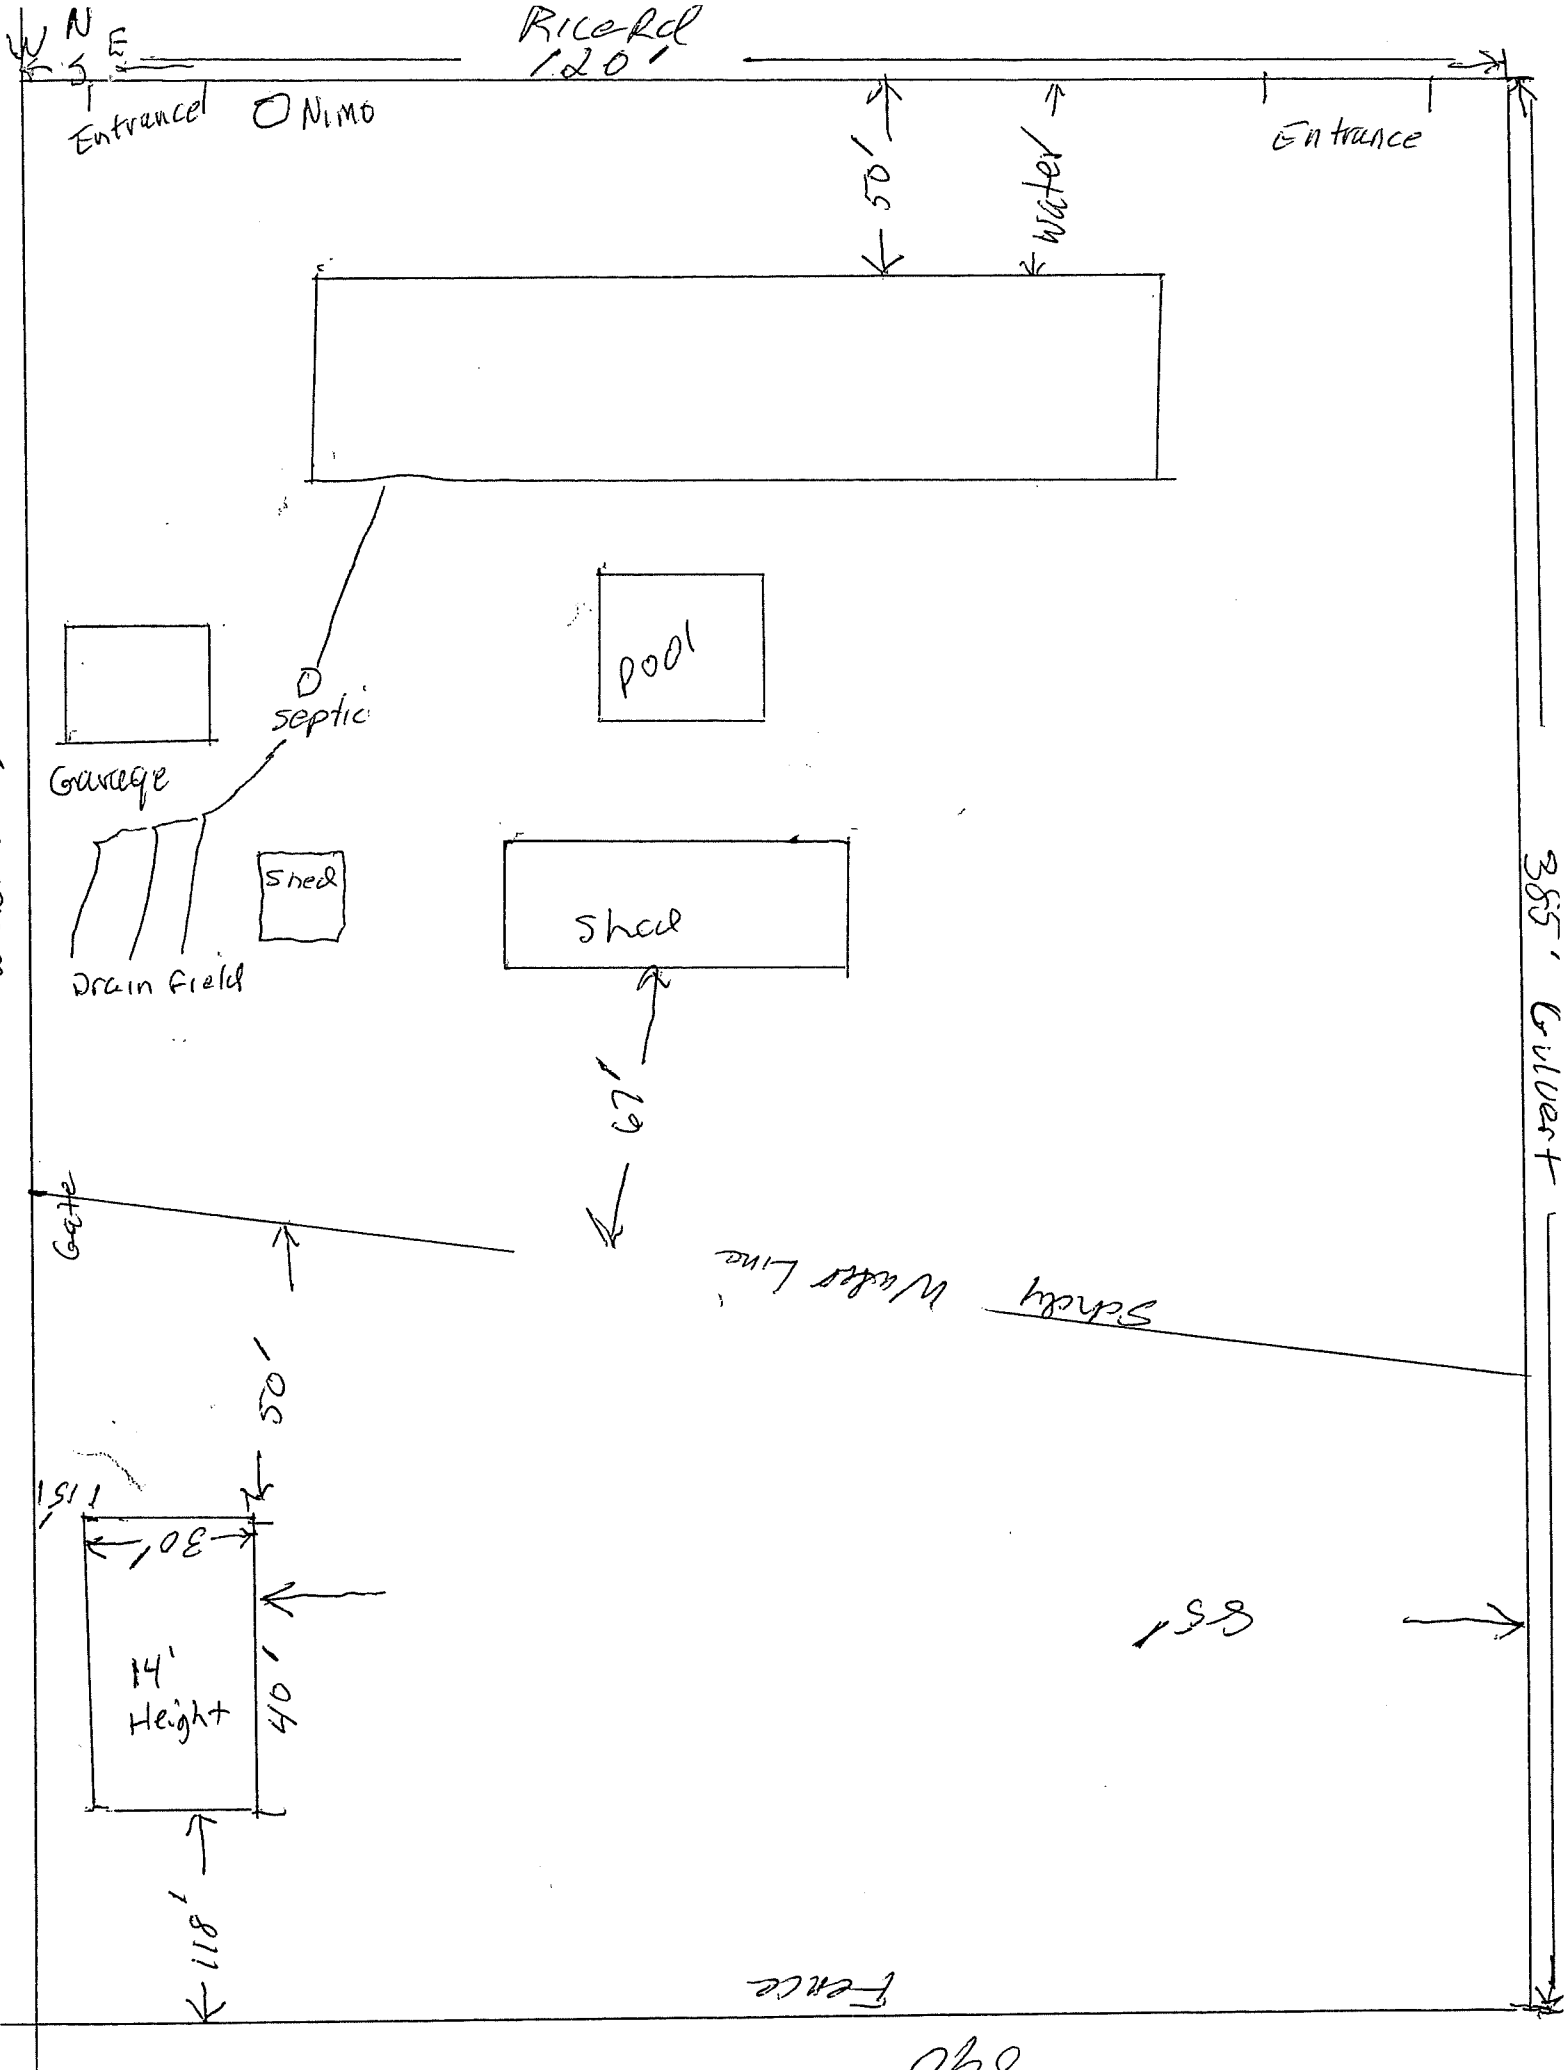 W N E
Rice Rd
120'
Entrance
O Nimo
50'
Water
Entrance
pool
septic
Garage
Shed
Shed
Drain Field
385' Culvert
67'
Gate
Sandy Water Line
50'
15'
30'
14'
Height
40'
85'
118'
Fence